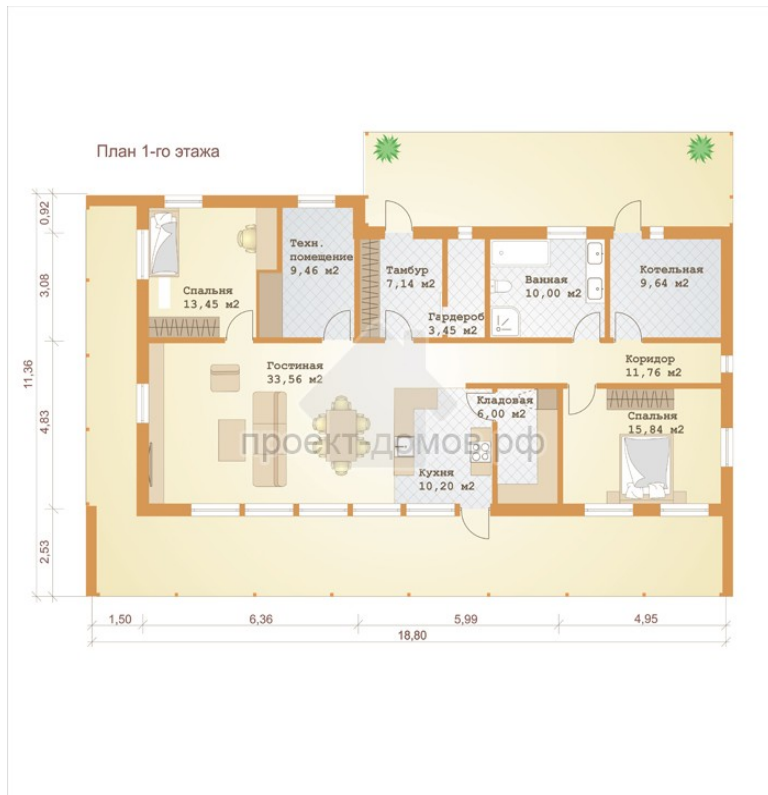 План 1-го этажа
Техн.
помещение
9,46 м2
Спальня
13,45 м2
Тамбур
7,14 м2
Гардероб
3,45 м2
Ванная
10,00 м2
Котельная
9,64 м2
Гостиная
33,56 м2
Коридор
11,76 м2
Кладовая
6,00 м2
Спальня
15,84 м2
Кухня
10,20 м2
проект-домов.рф
0,92
3,08
4,83
2,53
11,36
1,50
6,36
5,99
4,95
18,80